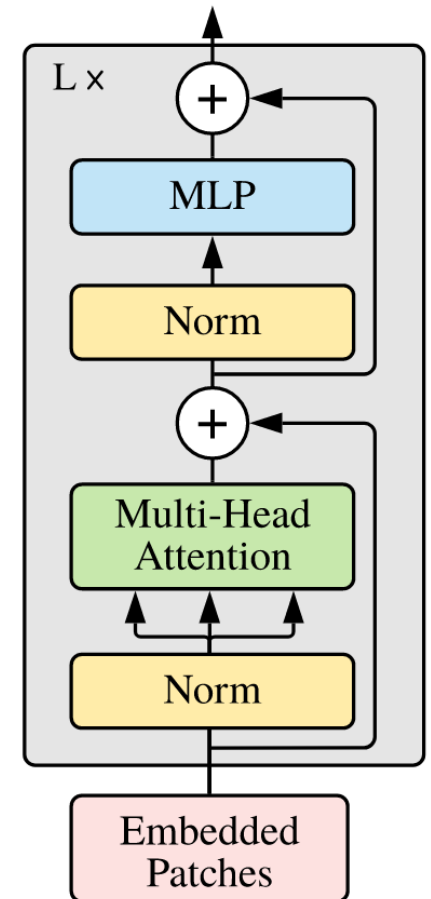 L ×
+
MLP
Norm
+
Multi-Head
Attention
Norm
Embedded
Patches